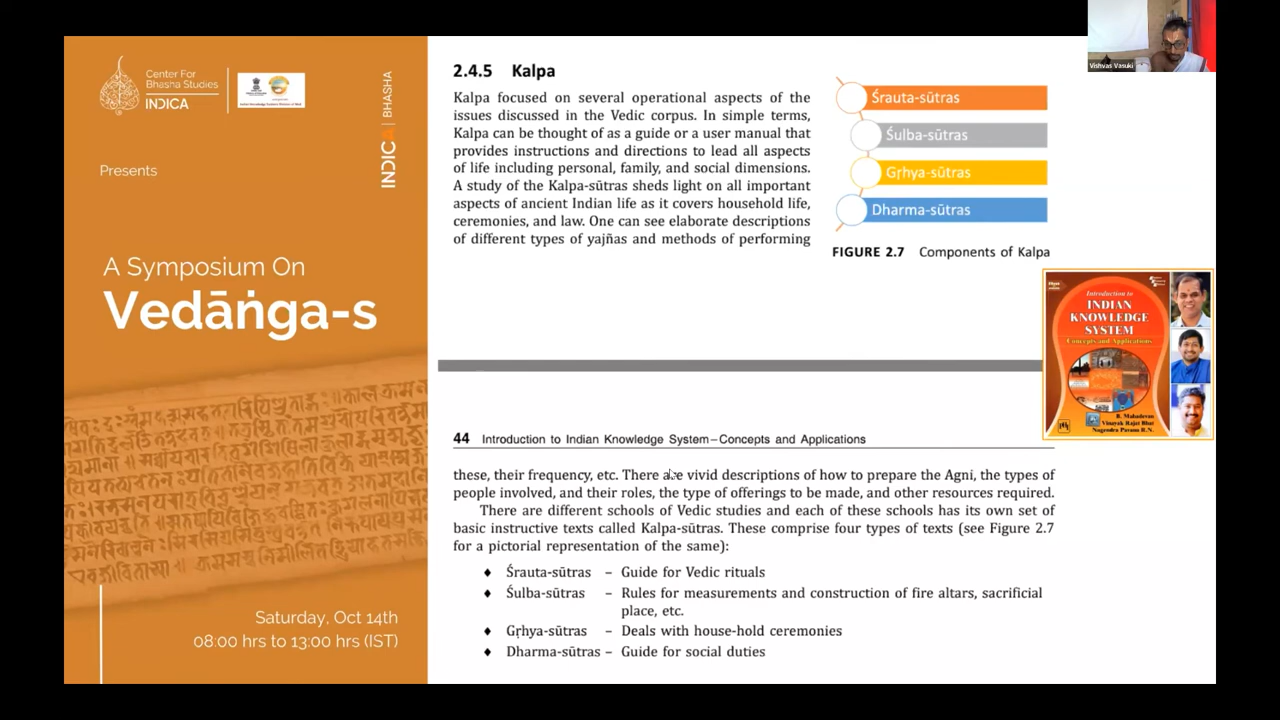 Center For
Bhasha Studies
INDICA
INDICA | BHASHA
Presents
A Symposium On
Vedāṅga-s
Saturday, Oct 14th
08:00 hrs to 13:00 hrs (IST)
2.4.5 Kalpa
Kalpa focused on several operational aspects of the
issues discussed in the Vedic corpus. In simple terms,
Kalpa can be thought of as a guide or a user manual that
provides instructions and directions to lead all aspects
of life including personal, family, and social dimensions.
A study of the Kalpa-sūtras sheds light on all important
aspects of ancient Indian life as it covers household life,
ceremonies, and law. One can see elaborate descriptions
of different types of yajñas and methods of performing
Śrauta-sūtras
Śulba-sūtras
Gṛhya-sūtras
Dharma-sūtras
FIGURE 2.7 Components of Kalpa
44 Introduction to Indian Knowledge System–Concepts and Applications
these, their frequency, etc. There are vivid descriptions of how to prepare the Agni, the types of
people involved, and their roles, the type of offerings to be made, and other resources required.
There are different schools of Vedic studies and each of these schools has its own set of
basic instructive texts called Kalpa-sūtras. These comprise four types of texts (see Figure 2.7
for a pictorial representation of the same):
♦ Śrauta-sūtras – Guide for Vedic rituals
♦ Śulba-sūtras – Rules for measurements and construction of fire altars, sacrificial
place, etc.
♦ Gṛhya-sūtras – Deals with house-hold ceremonies
♦ Dharma-sūtras – Guide for social duties
Vishvas Vasuki
Introduction to
INDIAN
KNOWLEDGE
SYSTEM
Concepts and Applications
B. Mahadevan
Vinayak Rajat Bhat
Nagendra Pavana R.N.